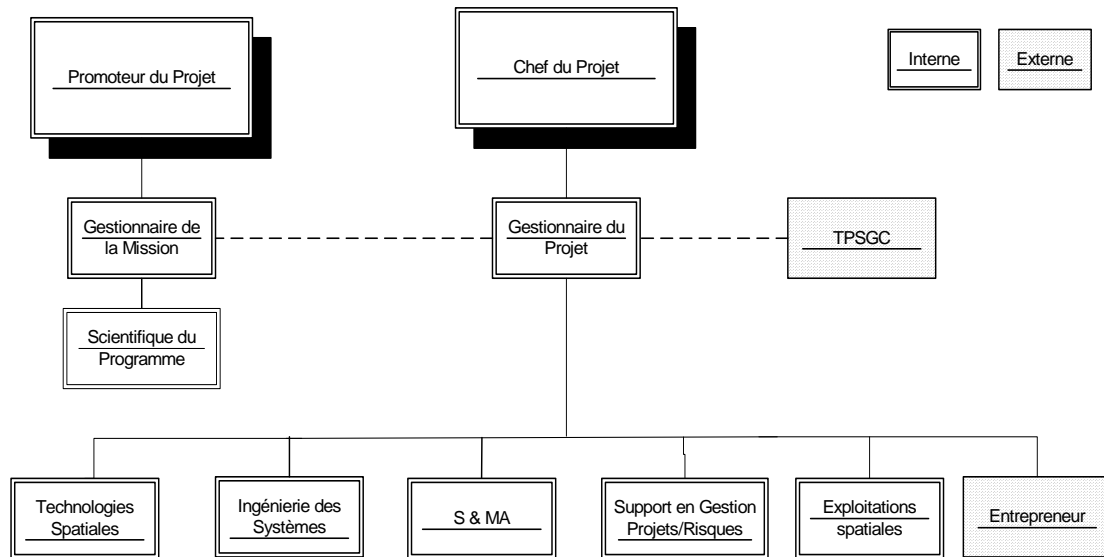 Promoteur du Projet
Chef du Projet
Interne
Externe
Gestionnaire de
la Mission
Gestionnaire du
Projet
TPSGC
Scientifique du
Programme
Technologies
Spatiales
Ingénierie des
Systèmes
S & MA
Support en Gestion
Projets/Risques
Exploitations
spatiales
Entrepreneur